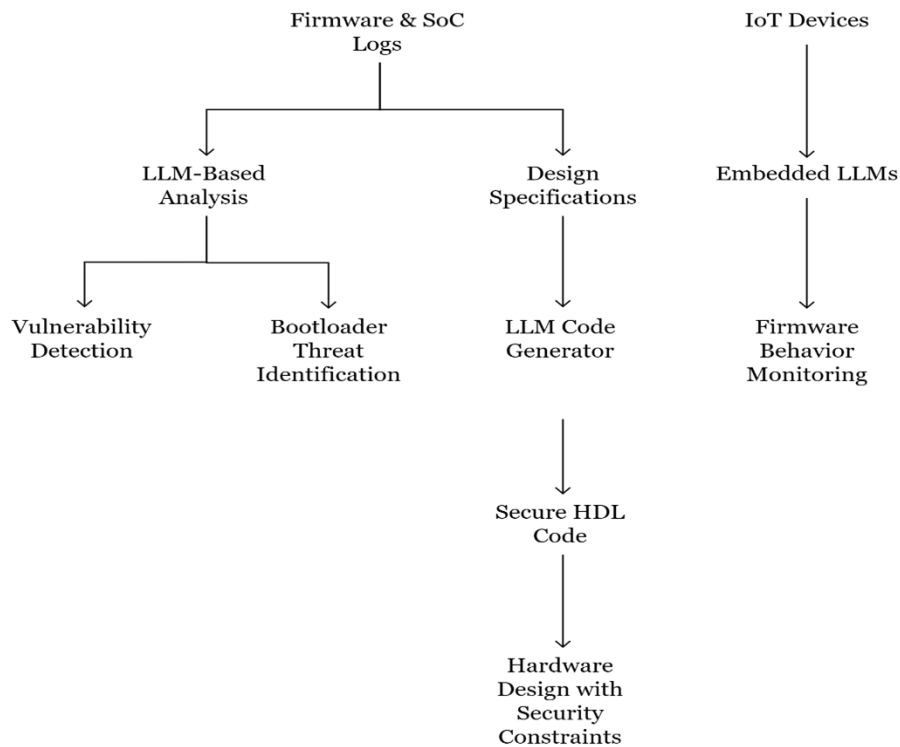 Firmware & SoC
Logs
IoT Devices
LLM-Based
Analysis
Design
Specifications
Embedded LLMs
Vulnerability
Detection
Bootloader
Threat
Identification
LLM Code
Generator
Firmware
Behavior
Monitoring
Secure HDL
Code
Hardware
Design with
Security
Constraints